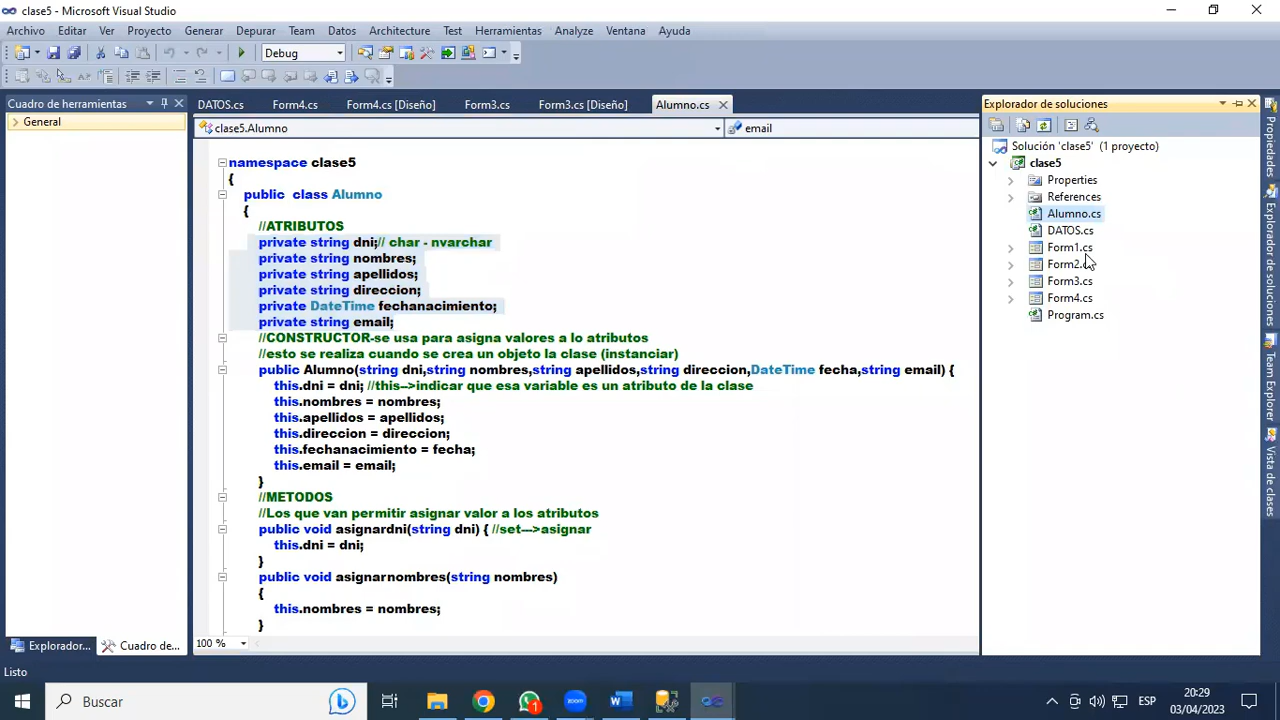 clase5 - Microsoft Visual Studio
Archivo Editar Ver Proyecto Generar Depurar Team Datos Architecture Test Herramientas Analyze Ventana Ayuda
Debug
Cuadro de herramientas
General
DATOS.cs Form4.cs Form4.cs [Diseño] Form3.cs Form3.cs [Diseño] Alumno.cs
clase5.Alumno email
namespace clase5
{
public class Alumno
{
//ATRIBUTOS
private string dni;// char - nvarchar
private string nombres;
private string apellidos;
private string direccion;
private DateTime fechanacimiento;
private string email;
//CONSTRUCTOR-se usa para asigna valores a lo atributos
//esto se realiza cuando se crea un objeto la clase (instanciar)
public Alumno(string dni,string nombres,string apellidos,string direccion,DateTime fecha,string email) {
this.dni = dni; //this-->indicar que esa variable es un atributo de la clase
this.nombres = nombres;
this.apellidos = apellidos;
this.direccion = direccion;
this.fechanacimiento = fecha;
this.email = email;
}
//METODOS
//Los que van permitir asignar valor a los atributos
public void asignardni(string dni) { //set--->asignar
this.dni = dni;
}
public void asignarnombres(string nombres)
{
this.nombres = nombres;
}
100 %
Explorador... Cuadro de...
Explorador de soluciones
Solución 'clase5' (1 proyecto)
clase5
Properties
References
Alumno.cs
DATOS.cs
Form1.cs
Form2.cs
Form3.cs
Form4.cs
Program.cs
Propiedades
Explorador de soluciones
Team Explorer
Vista de clases
Listo
Buscar
1
zoom
ESP
20:29
03/04/2023